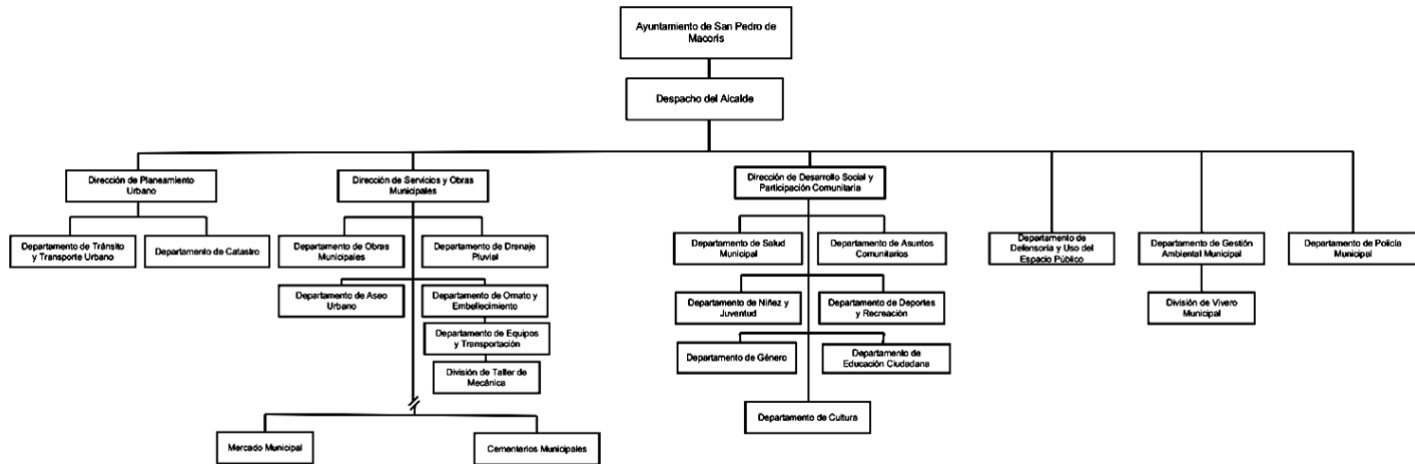 Ayuntamiento de San Pedro de
Macorís
Despacho del Alcalde
Dirección de Planeamiento
Urbano
Dirección de Servicios y Obras
Municipales
Dirección de Desarrollo Social y
Participación Comunitaria
Departamento de Tránsito
y Transporte Urbano
Departamento de Catastro
Departamento de Obras
Municipales
Departamento de Drenaje
Pluvial
Departamento de Salud
Municipal
Departamento de Asuntos
Comunitarios
Departamento de
Defensoría y Uso del
Espacio Público
Departamento de Gestión
Ambiental Municipal
Departamento de Policía
Municipal
Departamento de Aseo
Urbano
Departamento de Ornato y
Embellecimiento
Departamento de Niñez y
Juventud
Departamento de Deportes
y Recreación
División de Vivero
Municipal
Departamento de Equipos
y Transportación
Departamento de Género
Departamento de
Educación Ciudadana
División de Taller de
Mecánica
Departamento de Cultura
Mercado Municipal
Cementerios Municipales